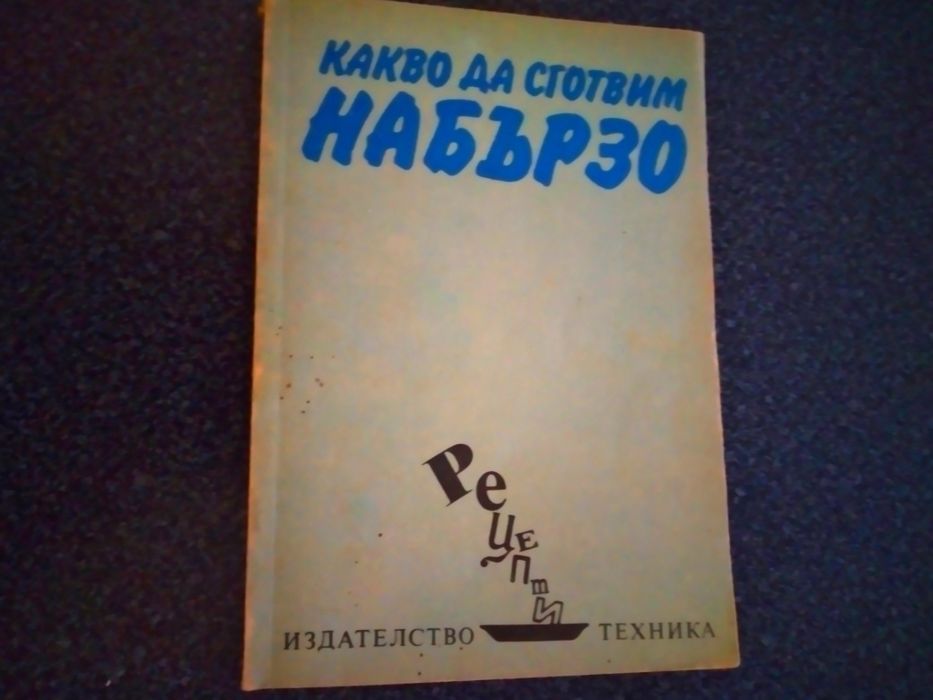 КАКВО ДА СГОТВИМ
НАБЪРЗО
Рецепти
ИЗДАТЕЛСТВО ТЕХНИКА